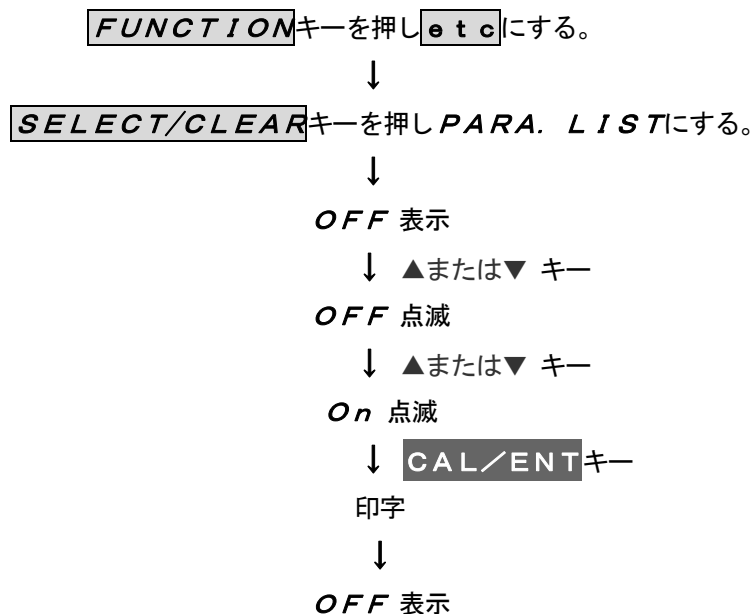 FUNCTIONキーを押しetcにする。
↓
SELECT/CLEARキーを押しPARA. LISTにする。
↓
OFF 表示
↓ ▲または▼ キー
OFF 点滅
↓ ▲または▼ キー
On 点滅
↓ CAL/ENTキー
印字
↓
OFF 表示